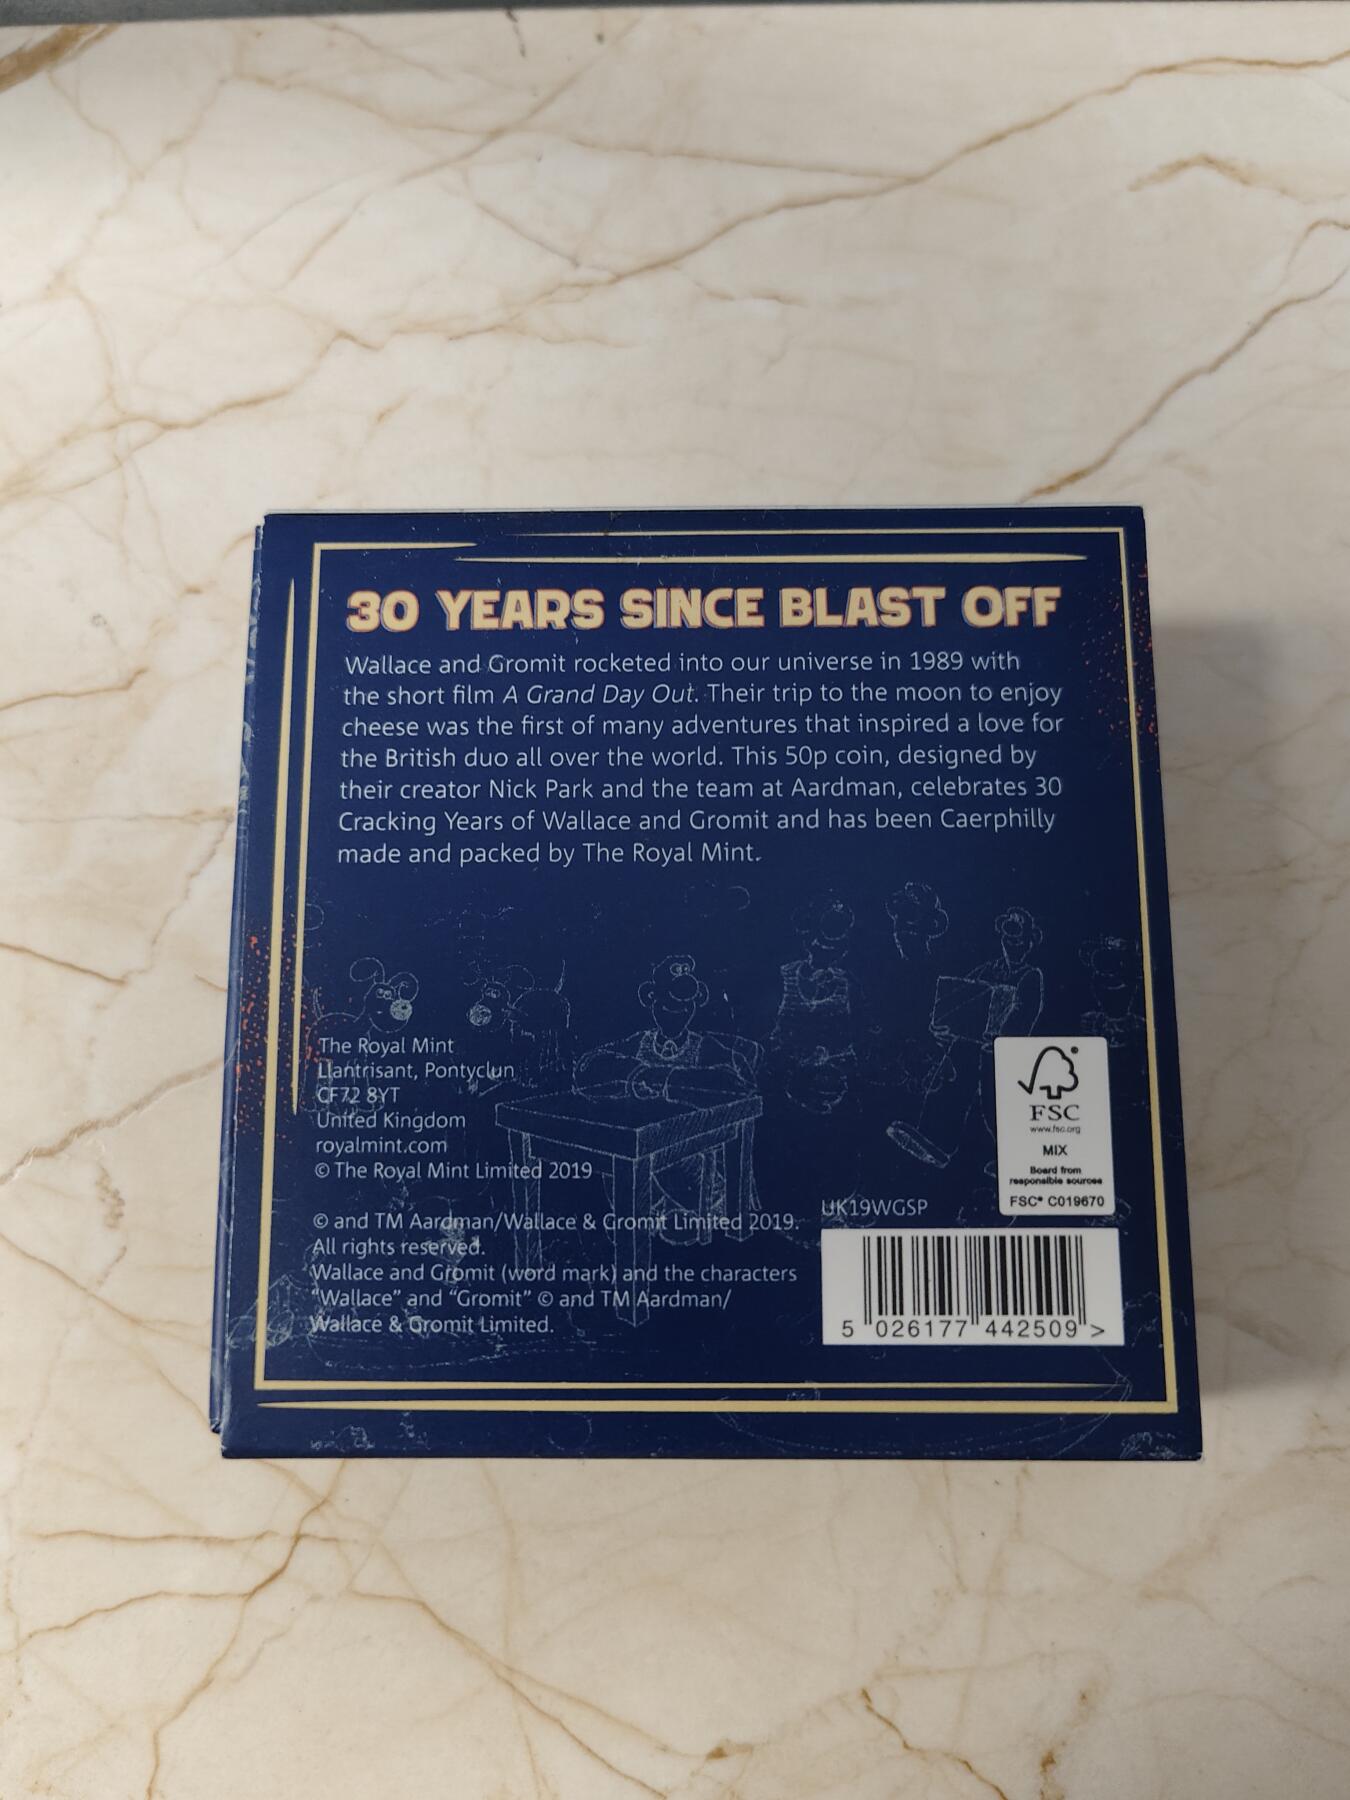 30 YEARS SINCE BLAST OFF
Wallace and Gromit rocketed into our universe in 1989 with
the short film A Grand Day Out. Their trip to the moon to enjoy
cheese was the first of many adventures that inspired a love for
the British duo all over the world. This 50p coin, designed by
their creator Nick Park and the team at Aardman, celebrates 30
Cracking Years of Wallace and Gromit and has been Caerphilly
made and packed by The Royal Mint.
The Royal Mint
Llantrisant, Pontyclun
CF72 8YT
United Kingdom
royalmint.com
© The Royal Mint Limited 2019
© and TM Aardman/Wallace & Gromit Limited 2019.
All rights reserved.
Wallace and Gromit (word mark) and the characters
“Wallace” and “Gromit” © and TM Aardman/
Wallace & Gromit Limited.
®
FSC
www.fsc.org
MIX
Board from
responsible sources
FSC® C019670
UK19WGSP
5 026177 442509 >